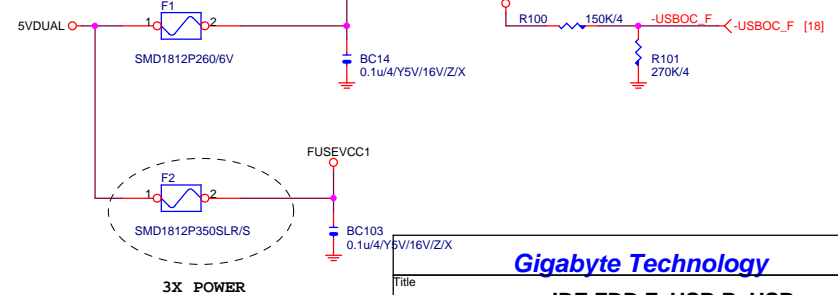 F1
5VDUAL
1
2
SMD1812P260/6V
BC14
0.1u/4/Y5V/16V/Z/X
R100
150K/4
-USBOC_F
-USBOC_F [18]
R101
270K/4
FUSEVCC1
F2
1
2
SMD1812P350SLR/S
BC103
0.1u/4/Y5V/16V/Z/X
3X POWER
Gigabyte Technology
Title